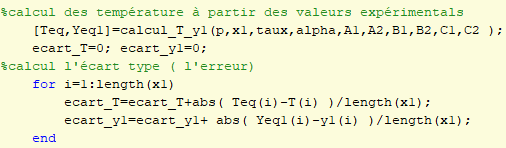 %calcul des température à partir des valeurs expérimentals
[Teq,Yeq1]=calcul_T_y1(p,x1,taux,alpha,A1,A2,B1,B2,C1,C2 );
ecart_T=0; ecart_y1=0;
%calcul l'écart type ( l'erreur)
for i=1:length(x1)
ecart_T=ecart_T+abs( Teq(i)-T(i) )/length(x1);
ecart_y1=ecart_y1+ abs( Yeq1(i)-y1(i) )/length(x1);
end